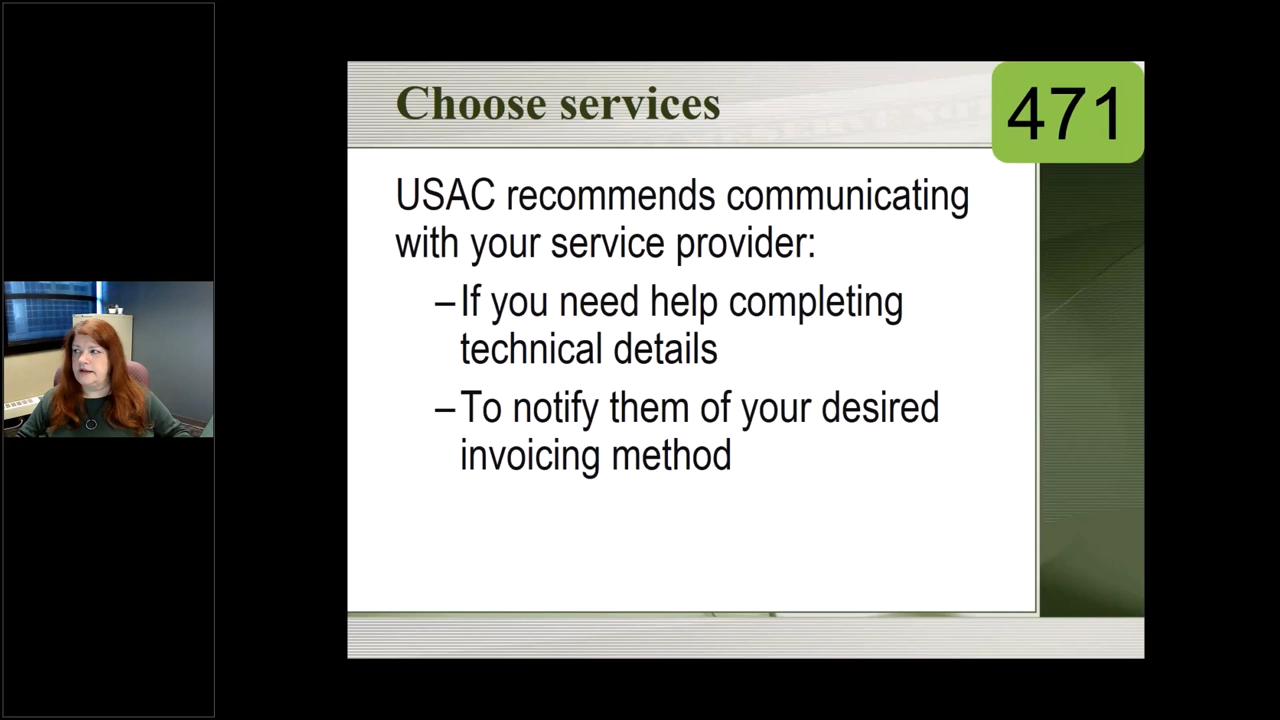 Choose services
471
USAC recommends communicating
with your service provider:
–If you need help completing
technical details
–To notify them of your desired
invoicing method